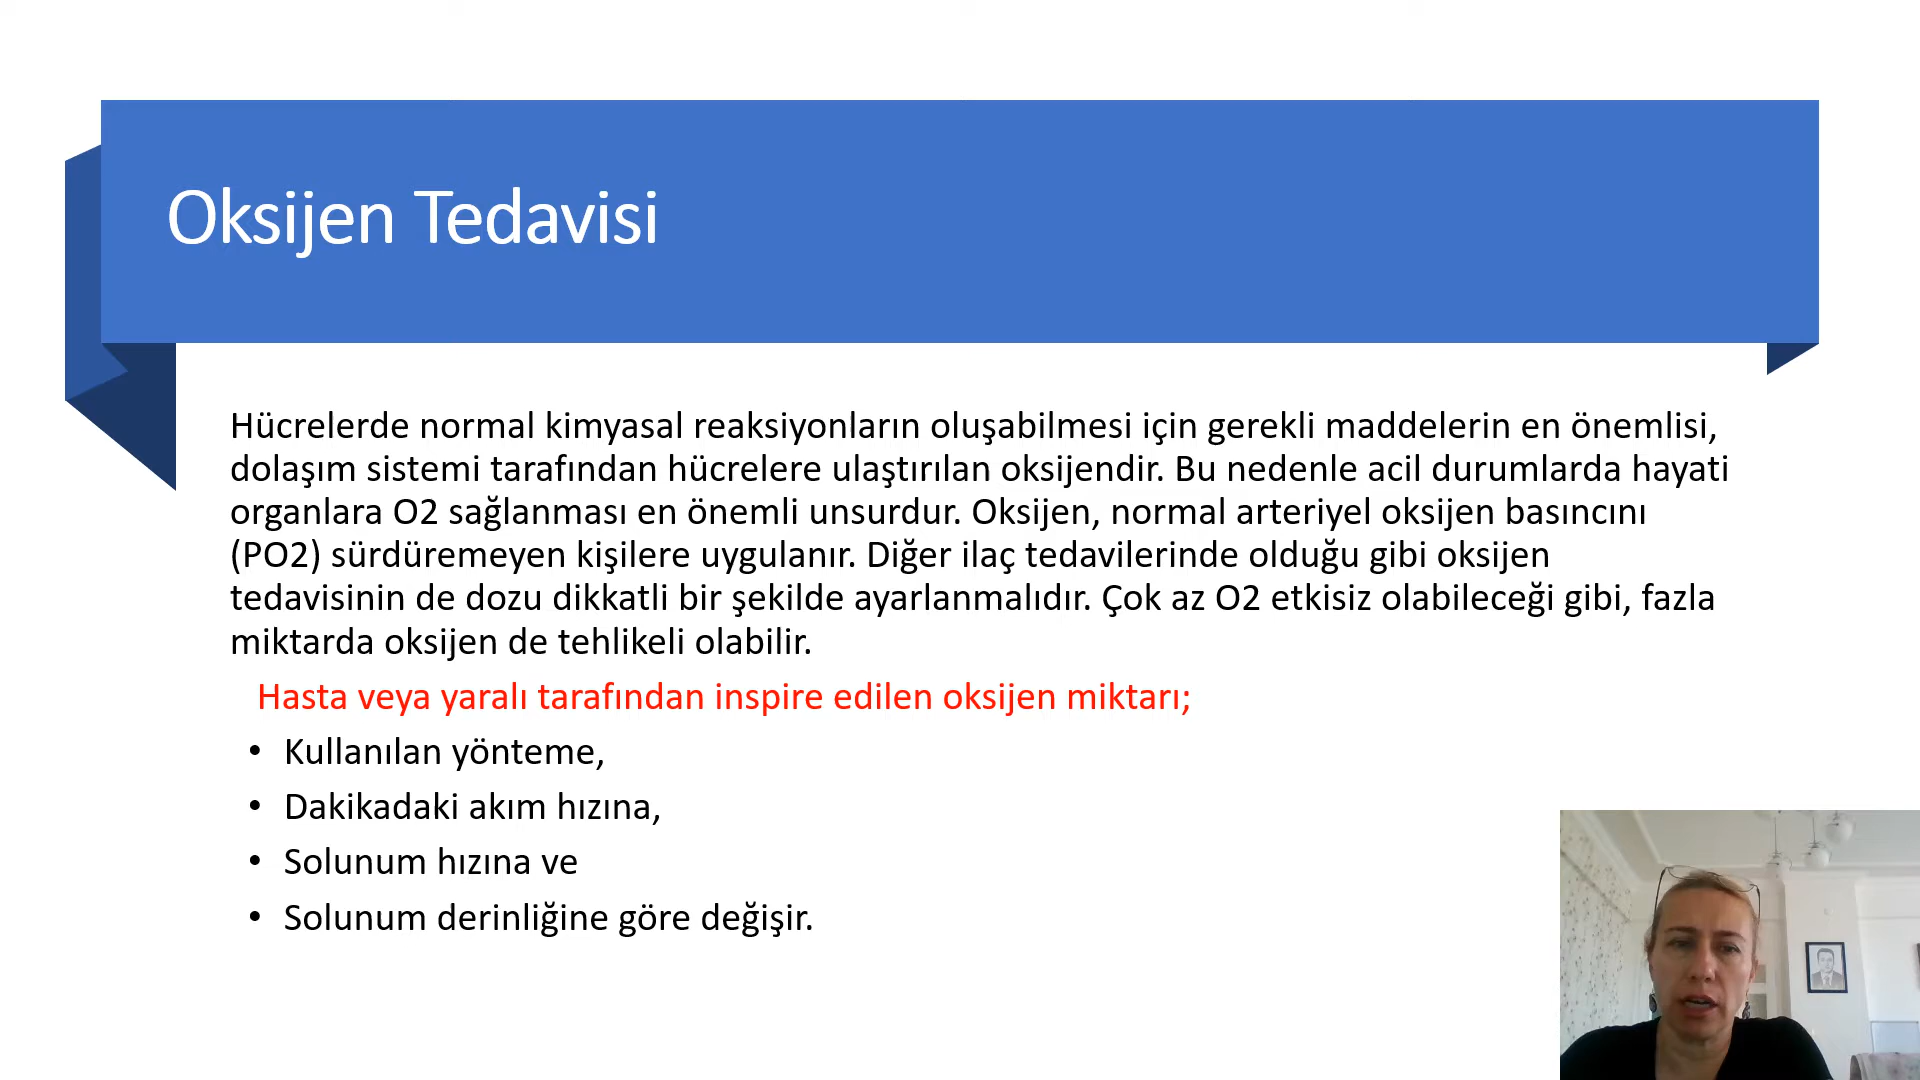 Oksijen Tedavisi
Hücrelerde normal kimyasal reaksiyonların oluşabilmesi için gerekli maddelerin en önemlisi,
dolaşım sistemi tarafından hücrelere ulaştırılan oksijendir. Bu nedenle acil durumlarda hayati
organlara O2 sağlanması en önemli unsurdur. Oksijen, normal arteriyel oksijen basıncını
(PO2) sürdüremeyen kişilere uygulanır. Diğer ilaç tedavilerinde olduğu gibi oksijen
tedavisinin de dozu dikkatli bir şekilde ayarlanmalıdır. Çok az O2 etkisiz olabileceği gibi, fazla
miktarda oksijen de tehlikeli olabilir.
Hasta veya yaralı tarafından inspire edilen oksijen miktarı;
• Kullanılan yönteme,
• Dakikadaki akım hızına,
• Solunum hızına ve
• Solunum derinliğine göre değişir.